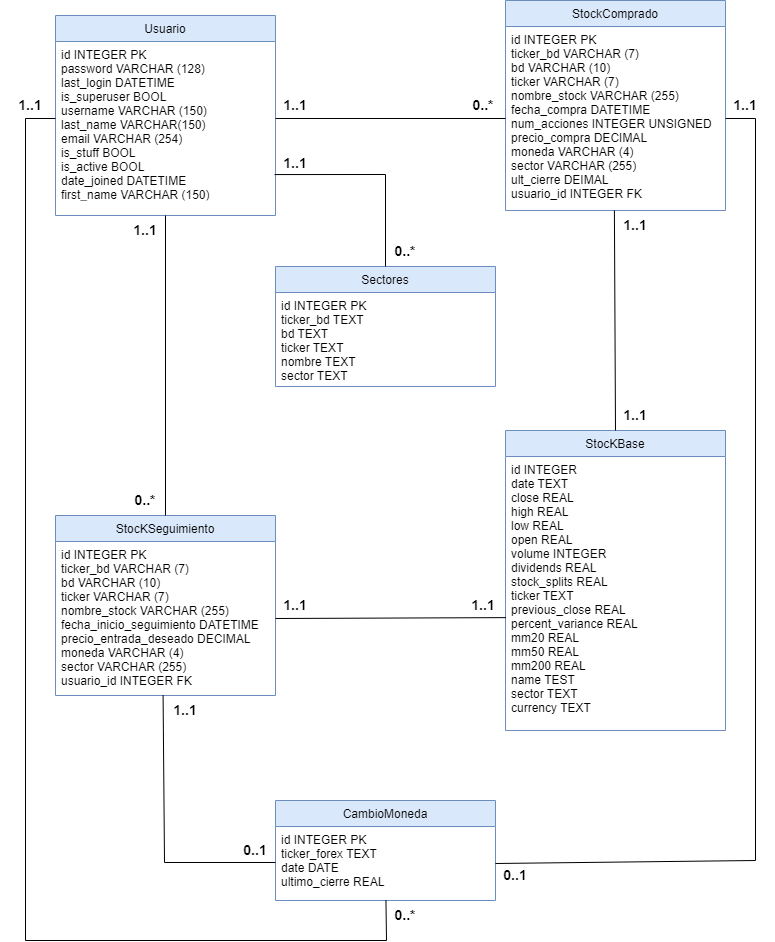 Usuario
id INTEGER PK
password VARCHAR (128)
last_login DATETIME
is_superuser BOOL
username VARCHAR (150)
last_name VARCHAR(150)
email VARCHAR (254)
is_stuff BOOL
is_active BOOL
date_joined DATETIME
first_name VARCHAR (150)
StockComprado
id INTEGER PK
ticker_bd VARCHAR (7)
bd VARCHAR (10)
ticker VARCHAR (7)
nombre_stock VARCHAR (255)
fecha_compra DATETIME
num_acciones INTEGER UNSIGNED
precio_compra DECIMAL
moneda VARCHAR (4)
sector VARCHAR (255)
ult_cierre DEIMAL
usuario_id INTEGER FK
1..1
1..1
0..*
1..1
1..1
0..*
1..1
1..1
Sectores
id INTEGER PK
ticker_bd TEXT
bd TEXT
ticker TEXT
nombre TEXT
sector TEXT
1..1
StocKBase
id INTEGER
date TEXT
close REAL
high REAL
low REAL
open REAL
volume INTEGER
dividends REAL
stock_splits REAL
ticker TEXT
previous_close REAL
percent_variance REAL
mm20 REAL
mm50 REAL
mm200 REAL
name TEST
sector TEXT
currency TEXT
0..*
StocKSeguimiento
id INTEGER PK
ticker_bd VARCHAR (7)
bd VARCHAR (10)
ticker VARCHAR (7)
nombre_stock VARCHAR (255)
fecha_inicio_seguimiento DATETIME
precio_entrada_deseado DECIMAL
moneda VARCHAR (4)
sector VARCHAR (255)
usuario_id INTEGER FK
1..1
1..1
1..1
CambioMoneda
id INTEGER PK
ticker_forex TEXT
date DATE
ultimo_cierre REAL
0..1
0..1
0..*